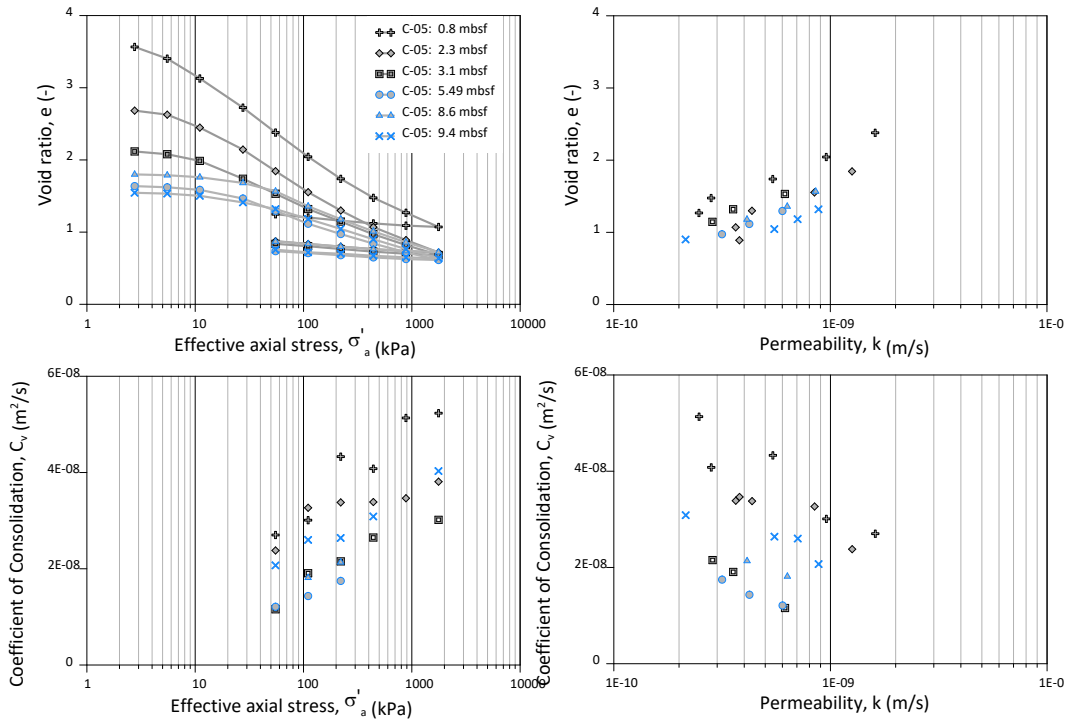 4
3
2
1
0
Void ratio, e (-)
C-05: 0.8 mbsf
C-05: 2.3 mbsf
C-05: 3.1 mbsf
C-05: 5.49 mbsf
C-05: 8.6 mbsf
C-05: 9.4 mbsf
1 10 100 1000 10000
Effective axial stress, σ'a (kPa)
4
3
2
1
0
Void ratio, e (-)
1E-10 1E-09 1E-0
Permeability, k (m/s)
6E-08
4E-08
2E-08
0
Coefficient of Consolidation, Cv (m²/s)
1 10 100 1000 10000
Effective axial stress, σ'a (kPa)
6E-08
4E-08
2E-08
0
Coefficient of Consolidation, Cv (m²/s)
1E-10 1E-09 1E-0
Permeability, k (m/s)